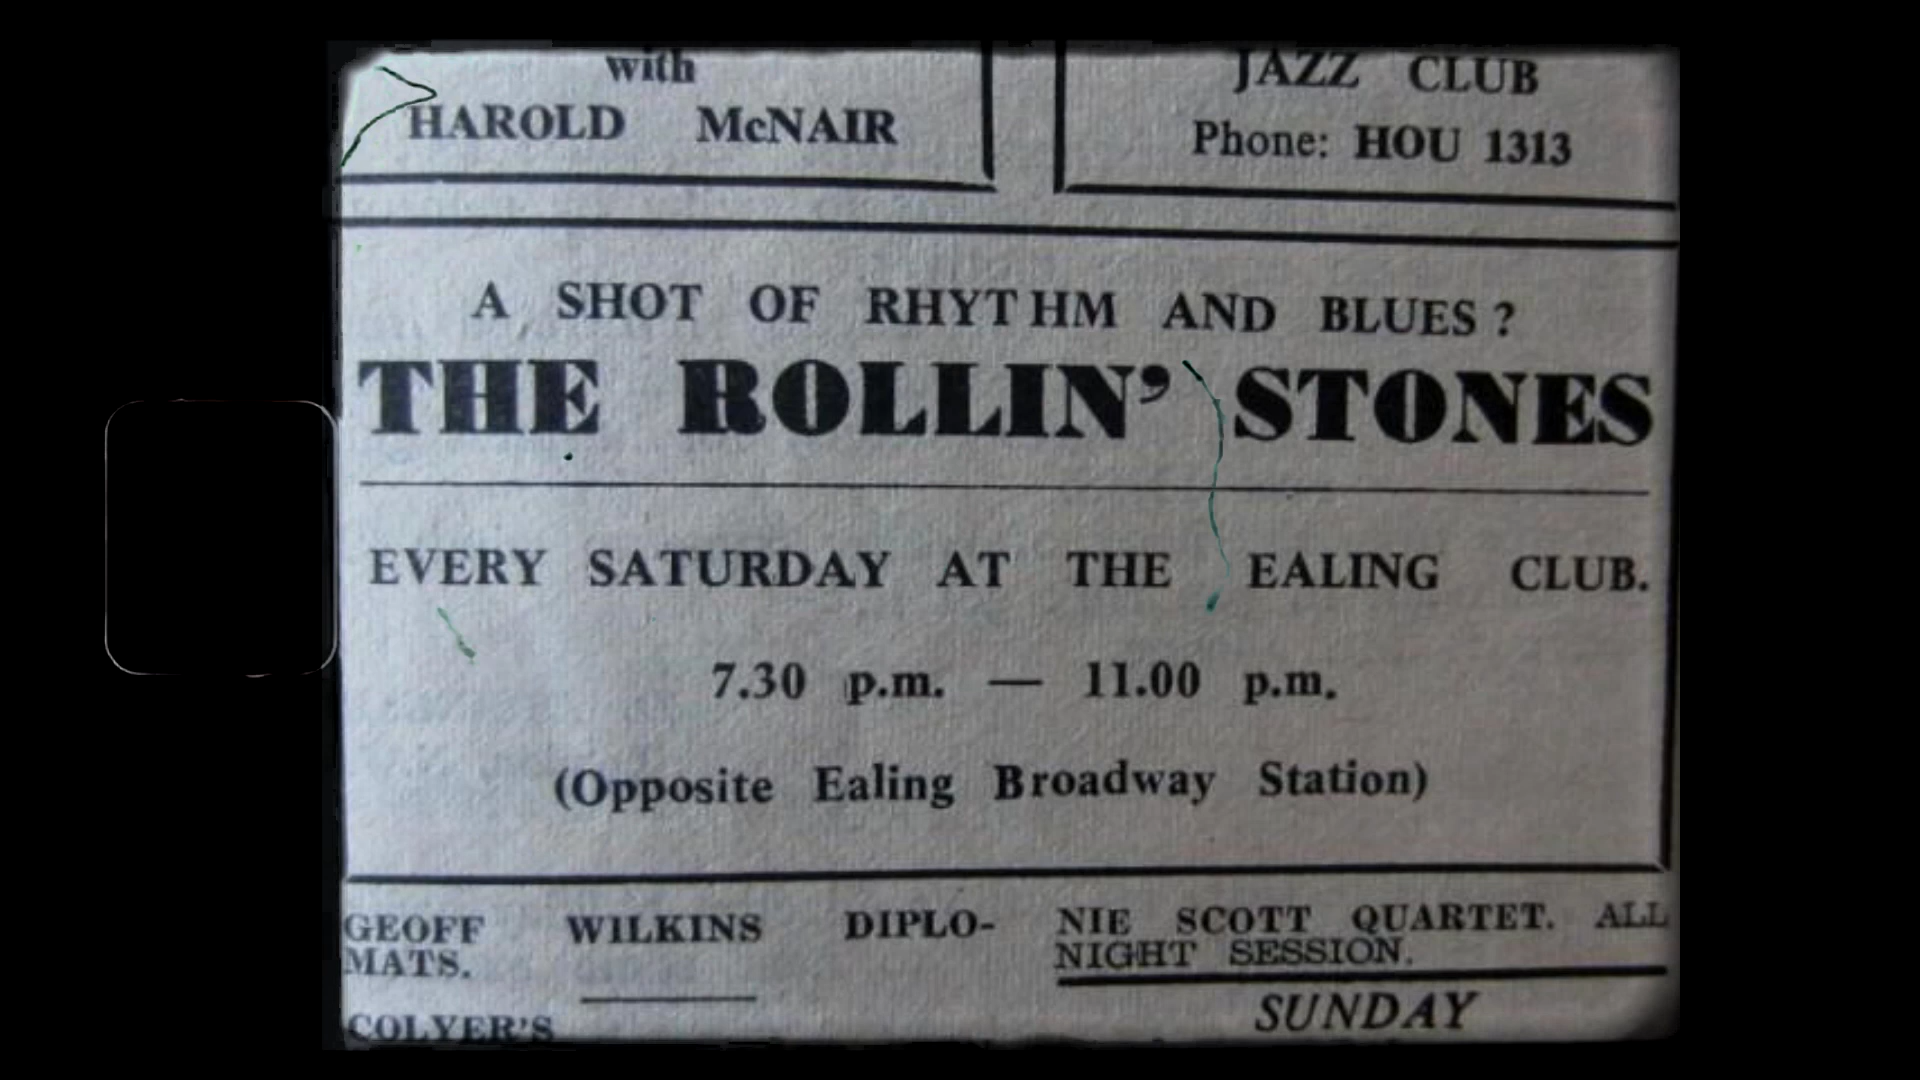 with
HAROLD McNAIR
JAZZ CLUB
Phone: HOU 1313
A SHOT OF RHYTHM AND BLUES ?
THE ROLLIN' STONES
EVERY SATURDAY AT THE EALING CLUB.
7.30 p.m. — 11.00 p.m.
(Opposite Ealing Broadway Station)
GEOFF WILKINS DIPLO-
MATS.
COLYER'S
NIE SCOTT QUARTET. ALL
NIGHT SESSION.
SUNDAY